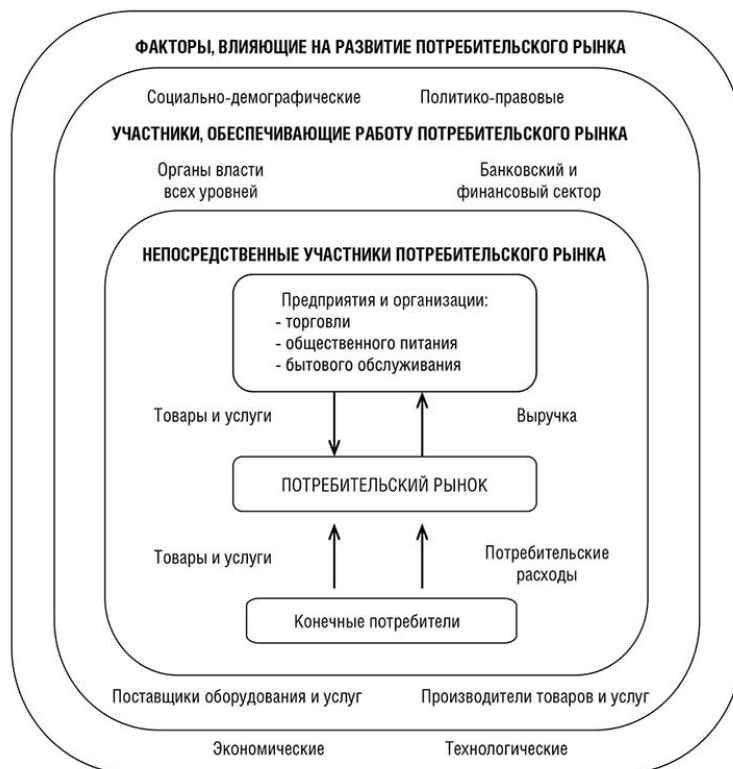 ФАКТОРЫ, ВЛИЯЮЩИЕ НА РАЗВИТИЕ ПОТРЕБИТЕЛЬСКОГО РЫНКА
Социально-демографические
Политико-правовые
УЧАСТНИКИ, ОБЕСПЕЧИВАЮЩИЕ РАБОТУ ПОТРЕБИТЕЛЬСКОГО РЫНКА
Органы власти
всех уровней
Банковский и
финансовый сектор
НЕПОСРЕДСТВЕННЫЕ УЧАСТНИКИ ПОТРЕБИТЕЛЬСКОГО РЫНКА
Предприятия и организации:
- торговли
- общественного питания
- бытового обслуживания
Товары и услуги
Выручка
ПОТРЕБИТЕЛЬСКИЙ РЫНОК
Товары и услуги
Потребительские
расходы
Конечные потребители
Поставщики оборудования и услуг
Производители товаров и услуг
Экономические
Технологические